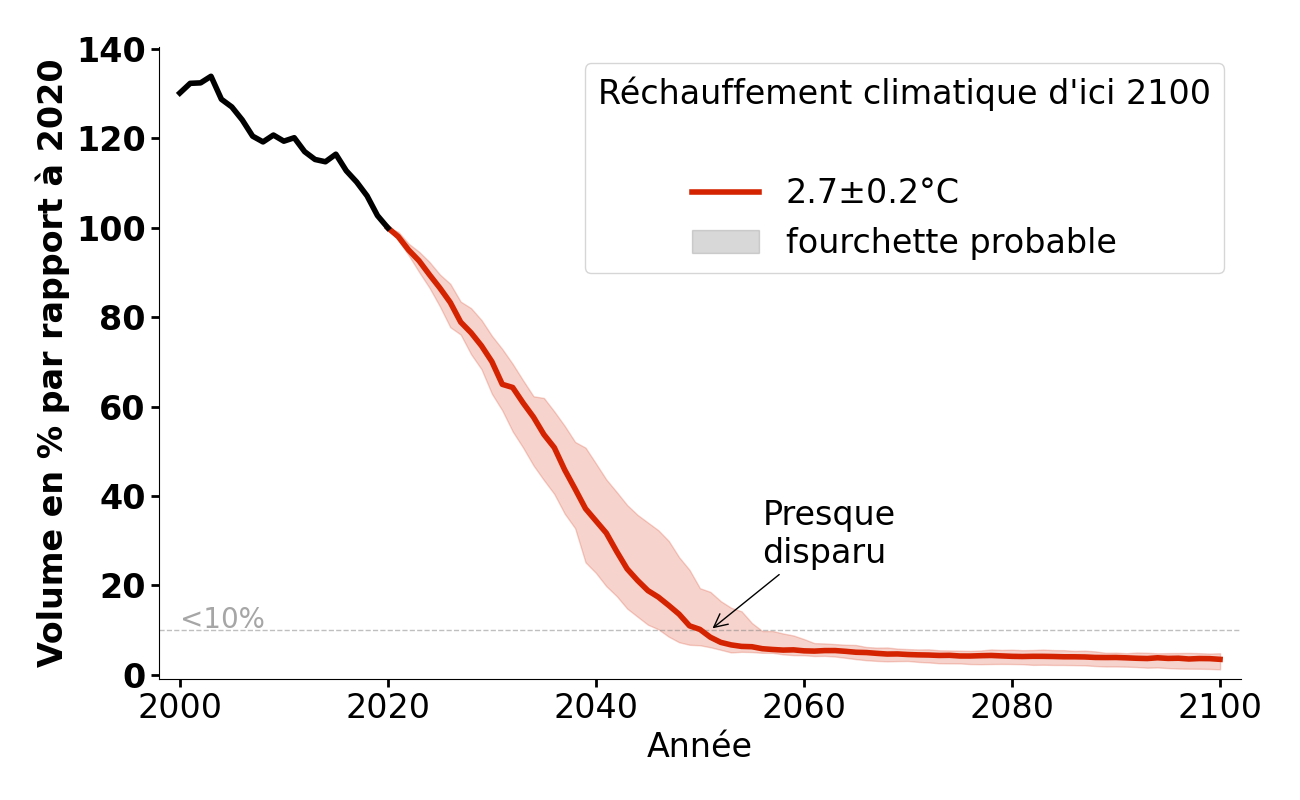 Volume en % par rapport à 2020
140
120
100
80
60
40
20
0
Réchauffement climatique d'ici 2100
2.7±0.2°C
fourchette probable
Presque
disparu
<10%
2000
2020
2040
2060
2080
2100
Année